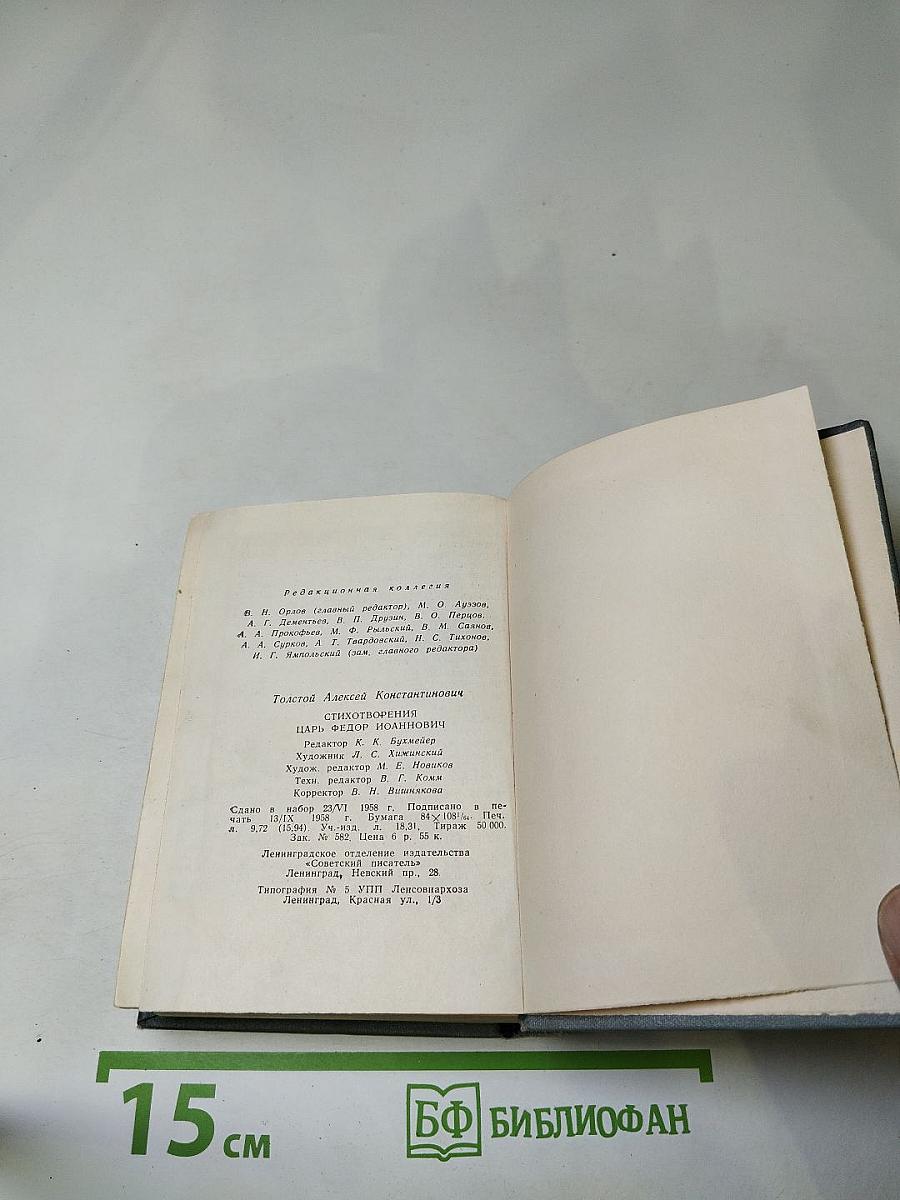 Редакционная коллегия
В. Н. Орлов (главный редактор), М. О. Ауэзов,
А. Г. Дементьев, В. П. Друзин, В. О. Перцов,
А. А. Прокофьев, М. Ф. Рыльский, В. М. Саянов,
А. А. Сурков, А. Т. Твардовский, Н. С. Тихонов,
И. Г. Ямпольский (зам. главного редактора)
Толстой Алексей Константинович
СТИХОТВОРЕНИЯ
ЦАРЬ ФЕДОР ИОАННОВИЧ
Редактор К. К. Бухмейер
Художник Л. С. Хижинский
Худож. редактор М. Е. Новиков
Техн. редактор В. Г. Комм
Корректор В. Н. Вишнякова
Сдано в набор 23/VI 1958 г. Подписано в пе-
чать 13/IX 1958 г. Бумага 84×108¹/₆₄. Печ.
л. 9,72 (15,94). Уч.-изд. л. 18,31. Тираж 50 000.
Зак. № 582. Цена 6 р. 55 к.
Ленинградское отделение издательства
«Советский писатель»
Ленинград, Невский пр., 28.
Типография № 5 УПП Ленсовнархоза
Ленинград, Красная ул., 1/3
15 см
БФ БИБЛИОФАН